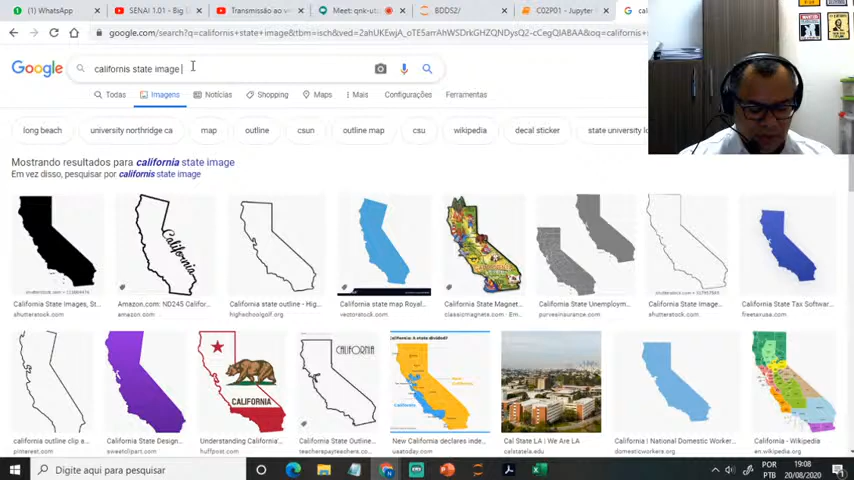 (1) WhatsApp
SENAI 1.01 - Big
Transmissão ao v
Meet: qnk-ut
BDDS2/
C02P01 - Jupyter
google.com/search?q=californis+state+image&tbm=isch&ved=2ahUKEwjA_
Google
californis state image
Todas
Imagens
Notícias
Shopping
Maps
Mais
Configurações
Ferramentas
long beach
university northridge ca
map
outline
csun
outline map
csu
wikipedia
decal sticker
state university lo
Mostrando resultados para california state image
Em vez disso, pesquisar por californis state image
California
California State Images, St...
shutterstock.com
Amazon.com: ND245 Califor...
amazon.com
California state outline - Hig...
highschoolgolf.org
California state map Royal...
vectorstock.com
California State Magnet...
classicmagnets.com · Em...
California State Unemploym...
purvesinsurance.com
California State Image...
shutterstock.com
California State Tax Softwar...
freetaxusa.com
CALIFORNIA
CALIFORNIA
California: Is state divided?
california outline clip a...
pinterest.com
California State Design...
sweetclipart.com
Understanding California'...
huffpost.com
California State Outline...
teacherspayteachers.com
New California declares inde...
usatoday.com
Cal State LA | We Are LA
calstatela.edu
California | National Domestic Worker...
domesticworkers.org
California - Wikipedia
en.wikipedia.org
Digite aqui para pesquisar
POR
PTB
19:08
20/08/2020